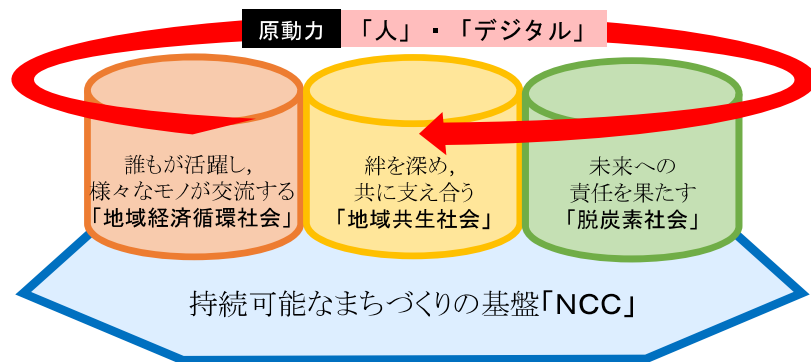 原動力 「人」・「デジタル」
誰もが活躍し，
様々なモノが交流する
「地域経済循環社会」
絆を深め，
共に支え合う
「地域共生社会」
未来への
責任を果たす
「脱炭素社会」
持続可能なまちづくりの基盤「NCC」